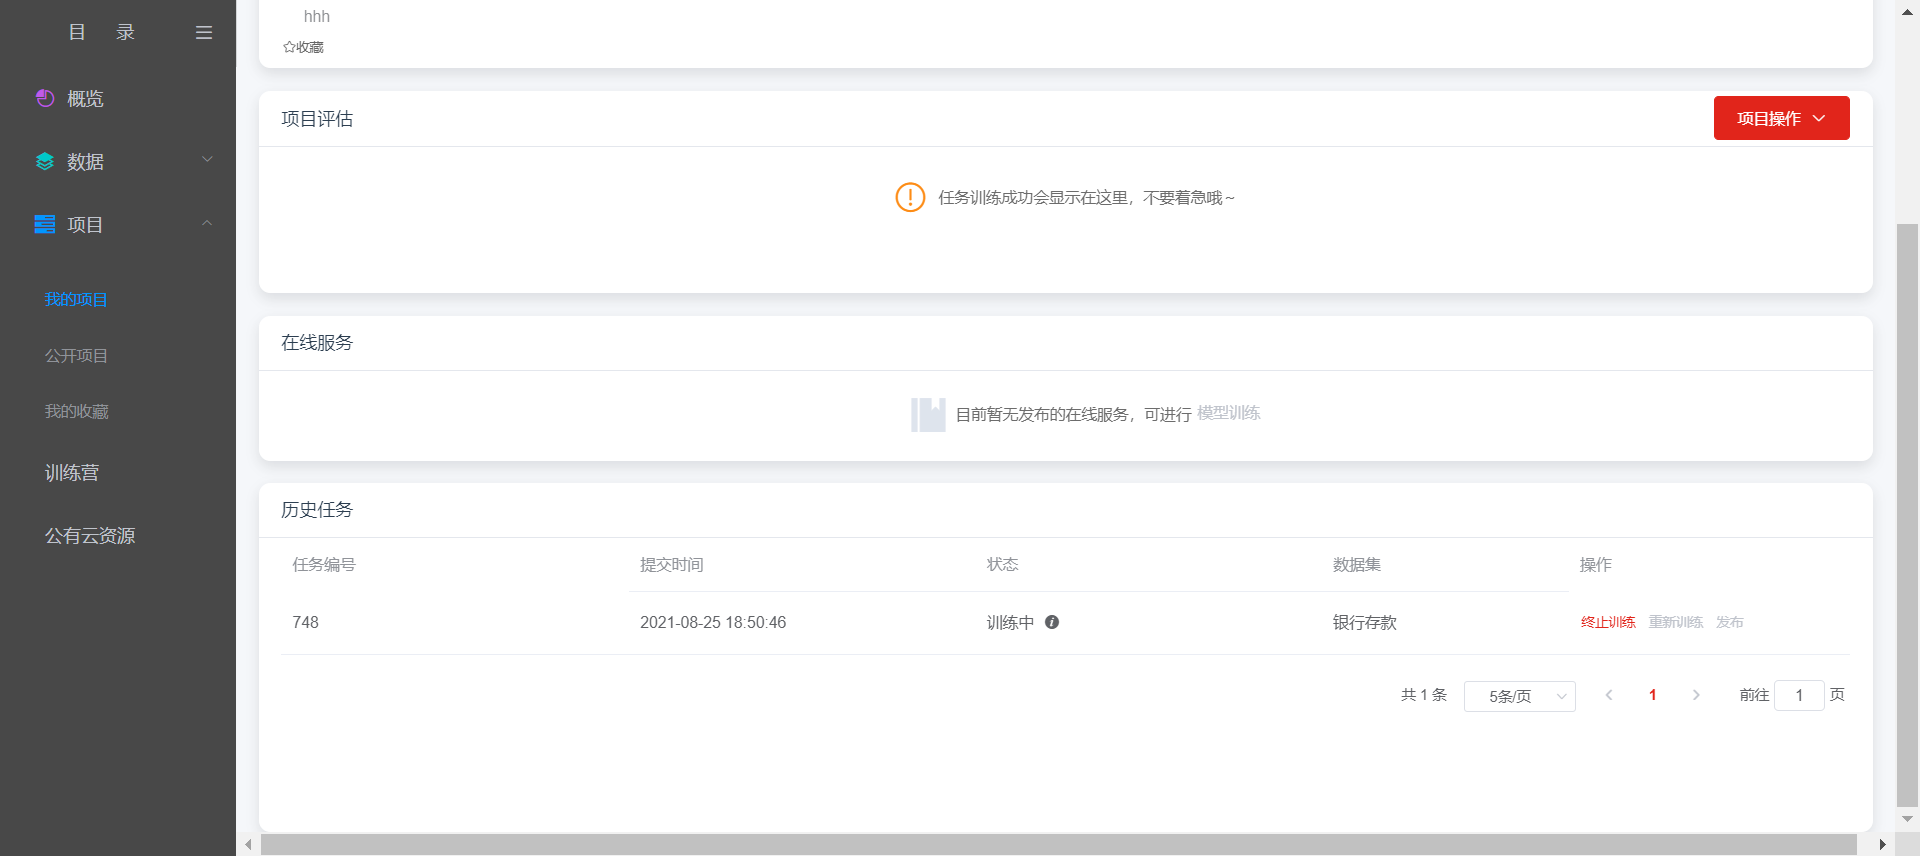 目 录
概览
数据
项目
我的项目
公开项目
我的收藏
训练营
公有云资源
hhh
收藏
项目评估
项目操作
任务训练成功会显示在这里，不要着急哦~
在线服务
目前暂无发布的在线服务，可进行 模型训练
历史任务
任务编号 提交时间 状态 数据集 操作
748 2021-08-25 18:50:46 训练中 银行存款 终止训练 重新训练 发布
共 1 条 5条/页 1 前往 1 页